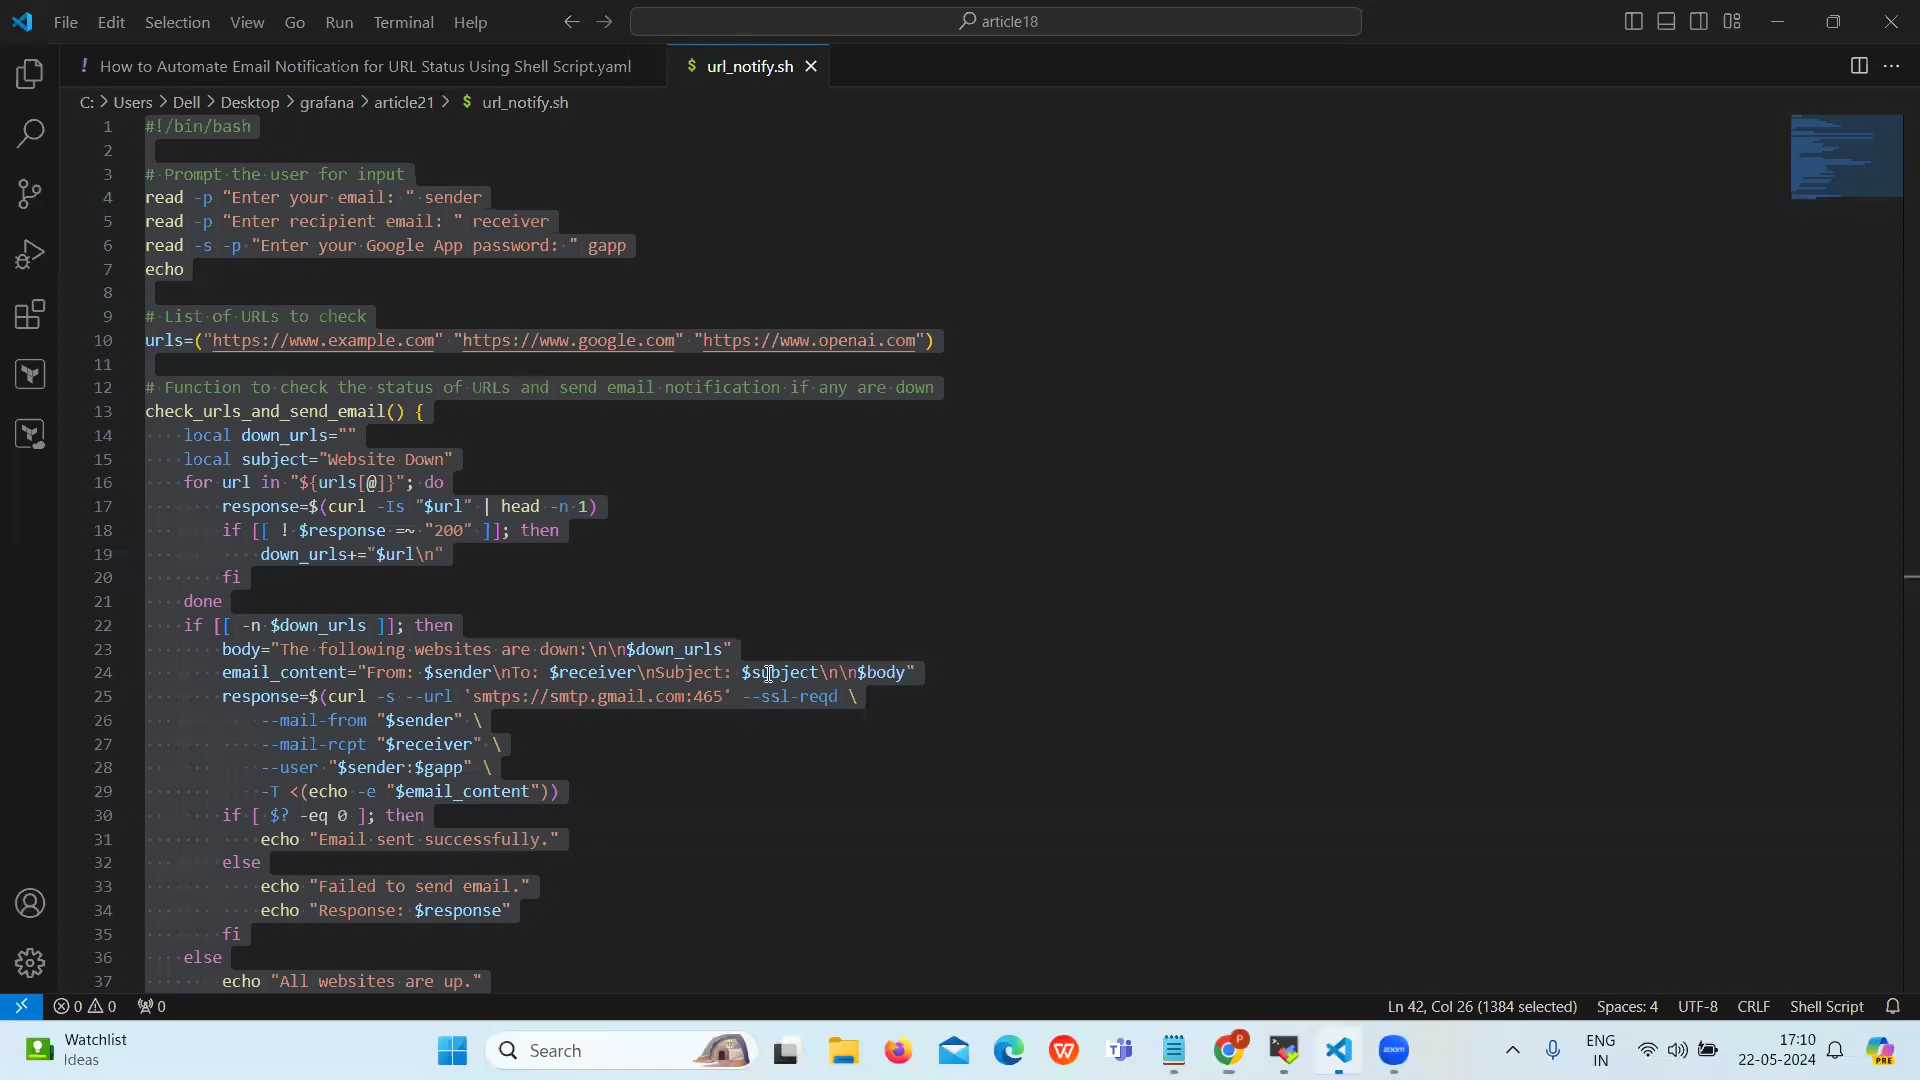 File Edit Selection View Go Run Terminal Help
article18
! How to Automate Email Notification for URL Status Using Shell Script.yaml
$ url_notify.sh
C: > Users > Dell > Desktop > grafana > article21 > $ url_notify.sh
1 #!/bin/bash
2
3 # Prompt the user for input
4 read -p "Enter your email: " sender
5 read -p "Enter recipient email: " receiver
6 read -s -p "Enter your Google App password: " gapp
7 echo
8
9 # List of URLs to check
10 urls=("https://www.example.com" "https://www.google.com" "https://www.openai.com")
11
12 # Function to check the status of URLs and send email notification if any are down
13 check_urls_and_send_email() {
14 local down_urls=""
15 local subject="Website Down"
16 for url in "${urls[@]}"; do
17 response=$(curl -Is "$url" | head -n 1)
18 if [[ ! $response =~ "200" ]]; then
19 down_urls+="$url\n"
20 fi
21 done
22 if [[ -n $down_urls ]]; then
23 body="The following websites are down:\n\n$down_urls"
24 email_content="From: $sender\nTo: $receiver\nSubject: $subject\n\n$body"
25 response=$(curl -s --url 'smtps://smtp.gmail.com:465' --ssl-reqd \
26 --mail-from "$sender" \
27 --mail-rcpt "$receiver" \
28 --user "$sender:$gapp" \
29 -T <(echo -e "$email_content"))
30 if [ $? -eq 0 ]; then
31 echo "Email sent successfully."
32 else
33 echo "Failed to send email."
34 echo "Response: $response"
35 fi
36 else
37 echo "All websites are up."
0 0 0
Ln 42, Col 26 (1384 selected) Spaces: 4 UTF-8 CRLF Shell Script
Watchlist
Ideas
Search
zoom
P
W
PRE
ENG
IN
17:10
22-05-2024